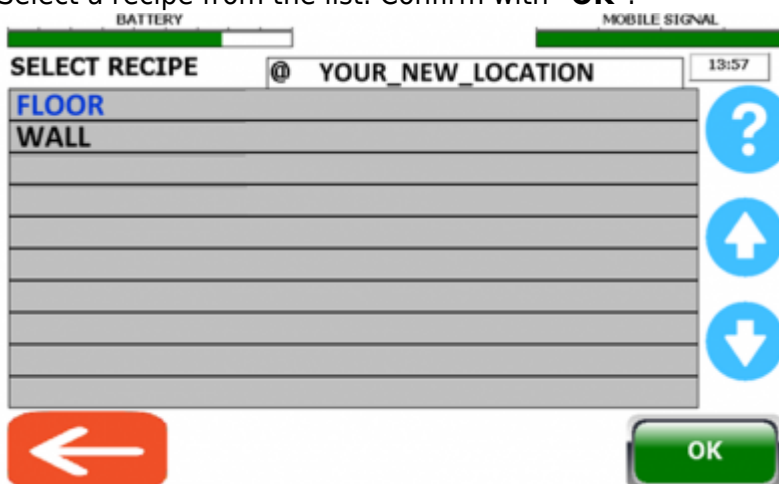 Select a recipe from the list. Confirm with "OK".
BATTERY MOBILE SIGNAL
SELECT RECIPE @ YOUR_NEW_LOCATION 13:57
FLOOR
WALL
?
OK